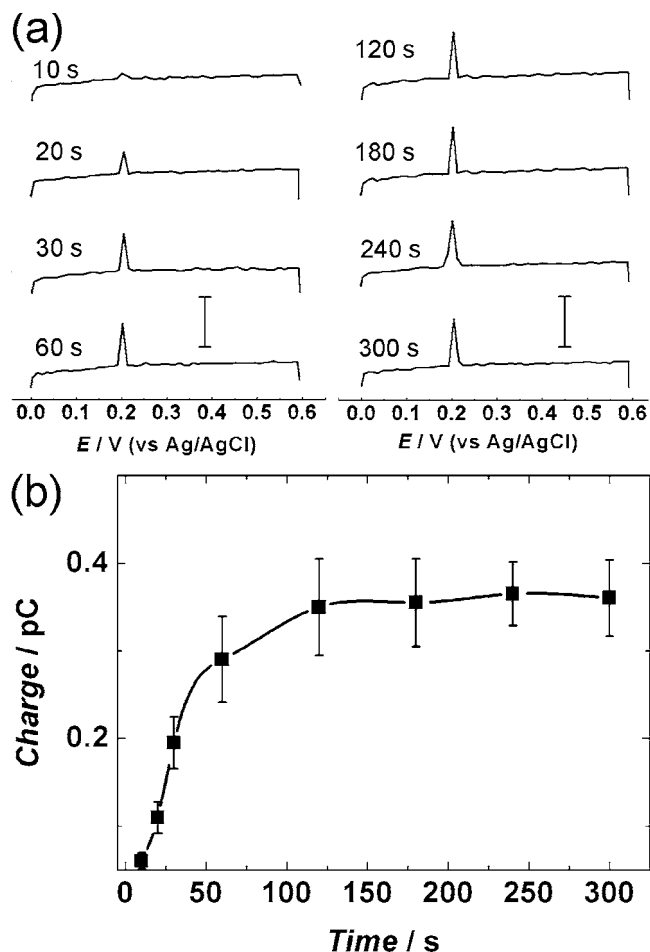 (a)
10 s
20 s
30 s
60 s
0.0 0.1 0.2 0.3 0.4 0.5 0.6
E / V (vs Ag/AgCl)
120 s
180 s
240 s
300 s
0.0 0.1 0.2 0.3 0.4 0.5 0.6
E / V (vs Ag/AgCl)
(b)
Charge / pC
0.4
0.2
0 50 100 150 200 250 300
Time / s